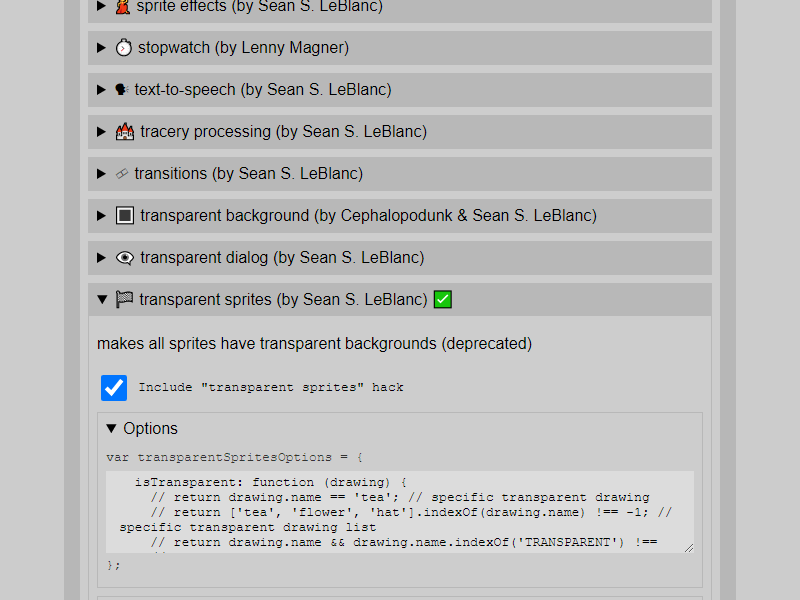 sprite effects (by Sean S. LeBlanc)
stopwatch (by Lenny Magner)
text-to-speech (by Sean S. LeBlanc)
tracery processing (by Sean S. LeBlanc)
transitions (by Sean S. LeBlanc)
transparent background (by Cephalopodunk & Sean S. LeBlanc)
transparent dialog (by Sean S. LeBlanc)
transparent sprites (by Sean S. LeBlanc)
makes all sprites have transparent backgrounds (deprecated)
Include "transparent sprites" hack
Options
var transparentSpritesOptions = {
isTransparent: function (drawing) {
// return drawing.name == 'tea'; // specific transparent drawing
// return ['tea', 'flower', 'hat'].indexOf(drawing.name) !== -1; //
specific transparent drawing list
// return drawing.name && drawing.name.indexOf('TRANSPARENT') !==
};